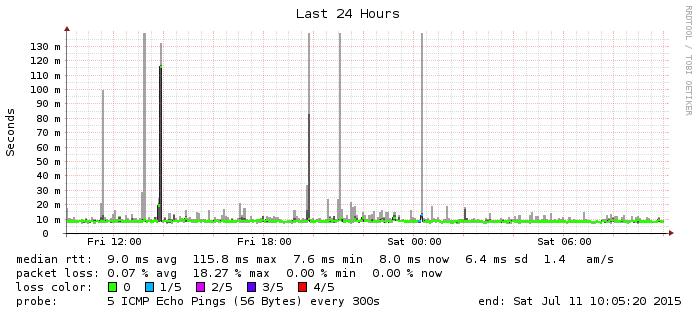 Last 24 Hours
RRDTOOL / TOBI OETIKER
Seconds
130 m
120 m
110 m
100 m
90 m
80 m
70 m
60 m
50 m
40 m
30 m
20 m
10 m
0
Fri 12:00 Fri 18:00 Sat 00:00 Sat 06:00
median rtt: 9.0 ms avg 115.8 ms max 7.6 ms min 8.0 ms now 6.4 ms sd 1.4 am/s
packet loss: 0.07 % avg 18.27 % max 0.00 % min 0.00 % now
loss color: 0 1/5 2/5 3/5 4/5
probe: 5 ICMP Echo Pings (56 Bytes) every 300s end: Sat Jul 11 10:05:20 2015